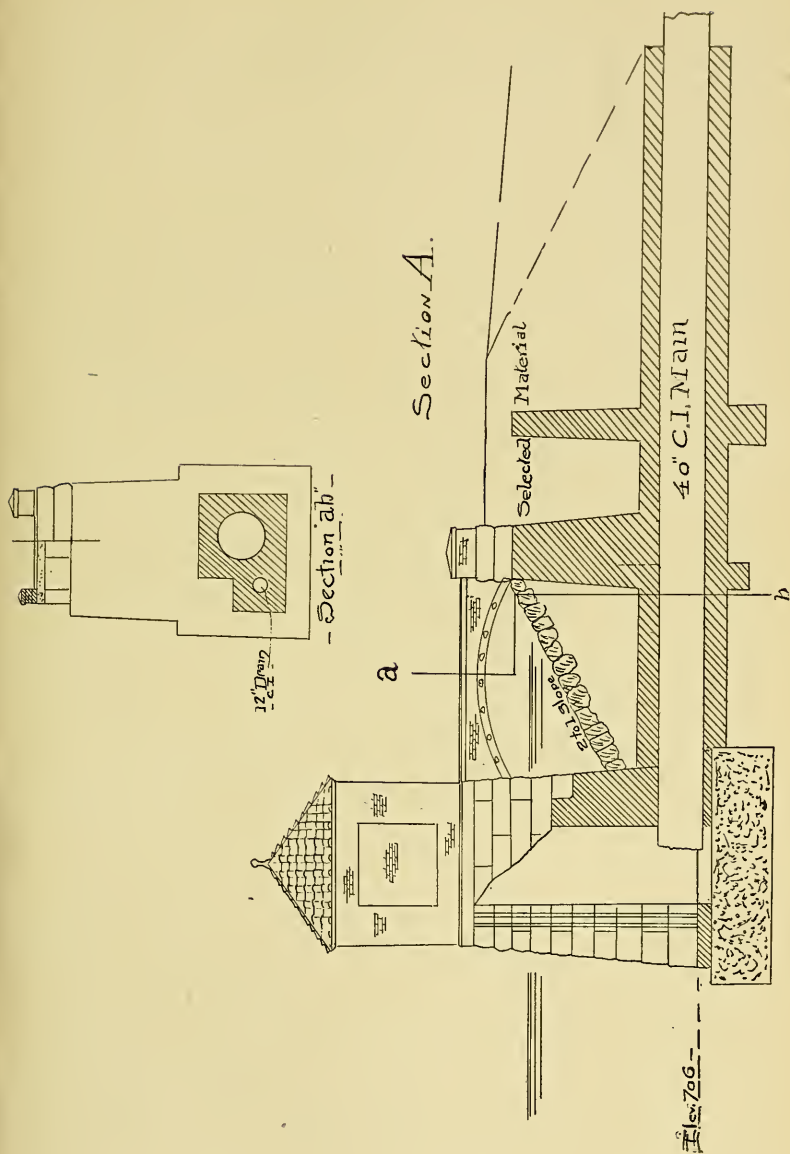 - Section "ab" -
12" Drain
- C I -
Section A.
a
Selected Material
2 to 1 Slope
40" C.I. Main
b
Elev. 706